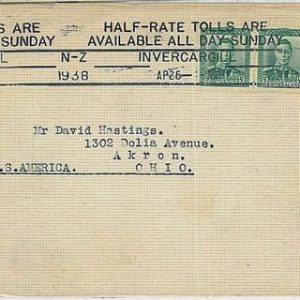 S ARE HALF-RATE TOLLS ARE
SUNDAY AVAILABLE ALL DAY SUNDAY
L N-Z INVERCARGILL
1938 AP26
Mr David Hastings.
1302 Dolia Avenue.
Akron.
.S.AMERICA. OHIO.